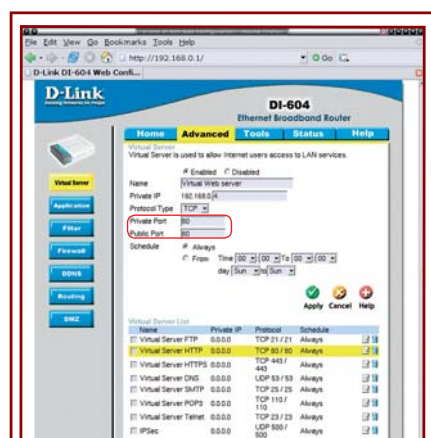 File Edit View Go Bookmarks Tools Help
http://192.168.0.1/ Go
D-Link DI-604 Web Confi...
D-Link
Building Networks for People
DI-604
Ethernet Broadband Router
Home Advanced Tools Status Help
Virtual Server
Virtual Server is used to allow Internet users access to LAN services.
Enabled Disabled
Name Virtual Web server
Private IP 192.168.0.4
Protocol Type TCP
Private Port 80
Public Port 80
Schedule Always
From Time 00 : 00 To 00 : 00
day Sun to Sun
Apply Cancel Help
Virtual Server
Application
Filter
Firewall
DDNS
Routing
DMZ
Virtual Server List
Name Private IP Protocol Schedule
Virtual Server FTP 0.0.0.0 TCP 21 / 21 Always
Virtual Server HTTP 0.0.0.0 TCP 80 / 80 Always
Virtual Server HTTPS 0.0.0.0 TCP 443 / 443 Always
Virtual Server DNS 0.0.0.0 UDP 53 / 53 Always
Virtual Server SMTP 0.0.0.0 TCP 25 / 25 Always
Virtual Server POP3 0.0.0.0 TCP 110 / 110 Always
Virtual Server Telnet 0.0.0.0 TCP 23 / 23 Always
IPSec 0.0.0.0 UDP 500 / 500 Always